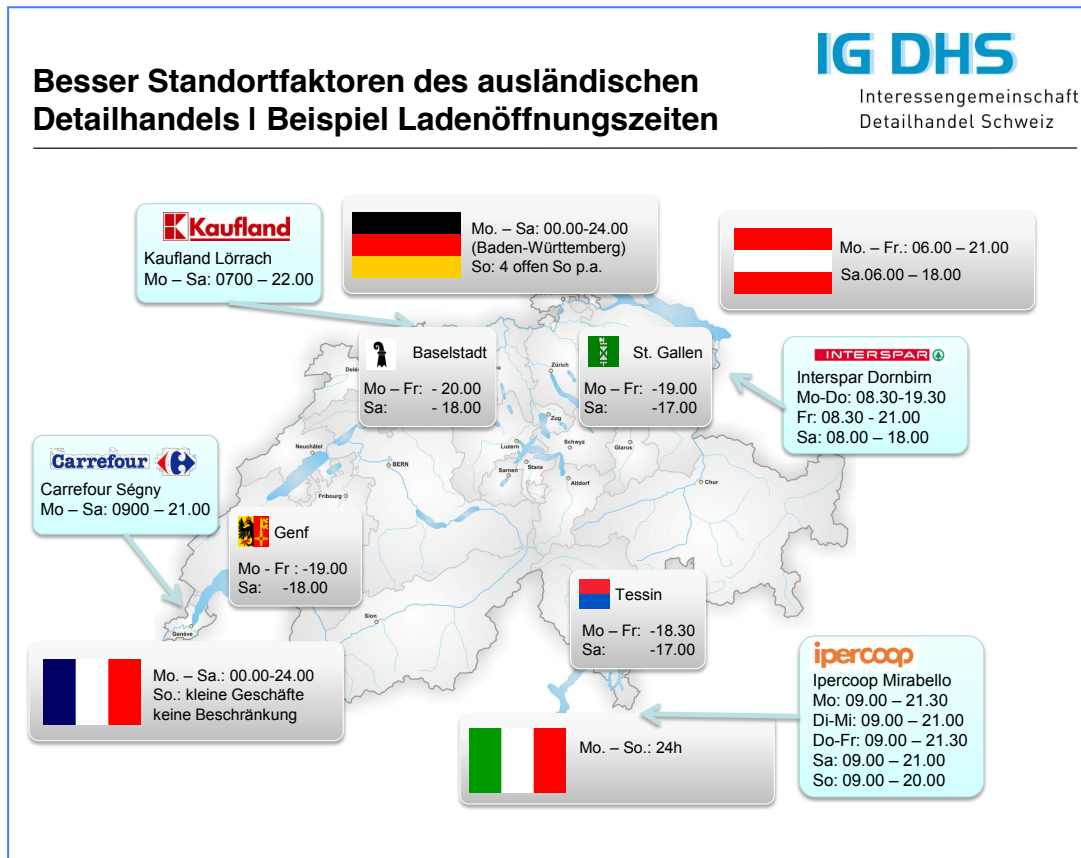 IG DHS
Interessengemeinschaft
Detailhandel Schweiz
Besser Standortfaktoren des ausländischen
Detailhandels I Beispiel Ladenöffnungszeiten
Kaufland
Kaufland Lörrach
Mo – Sa: 0700 – 22.00
Mo. – Sa: 00.00-24.00
(Baden-Württemberg)
So: 4 offen So p.a.
Mo. – Fr.: 06.00 – 21.00
Sa.06.00 – 18.00
Baselstadt
Mo – Fr: - 20.00
Sa: - 18.00
St. Gallen
Mo – Fr: -19.00
Sa: -17.00
INTERSPAR
Interspar Dornbirn
Mo-Do: 08.30-19.30
Fr: 08.30 - 21.00
Sa: 08.00 – 18.00
Zürich
Zug
Luzern
Schwyz
Glarus
Stans
Sarnen
Altdorf
Chur
Neuchâtel
BERN
Fribourg
Carrefour
Carrefour Ségny
Mo – Sa: 0900 – 21.00
Genf
Mo - Fr : -19.00
Sa: -18.00
Sion
Genève
Tessin
Mo – Fr: -18.30
Sa: -17.00
Mo. – Sa.: 00.00-24.00
So.: kleine Geschäfte
keine Beschränkung
Mo. – So.: 24h
ipercoop
Ipercoop Mirabello
Mo: 09.00 – 21.30
Di-Mi: 09.00 – 21.00
Do-Fr: 09.00 – 21.30
Sa: 09.00 – 21.00
So: 09.00 – 20.00